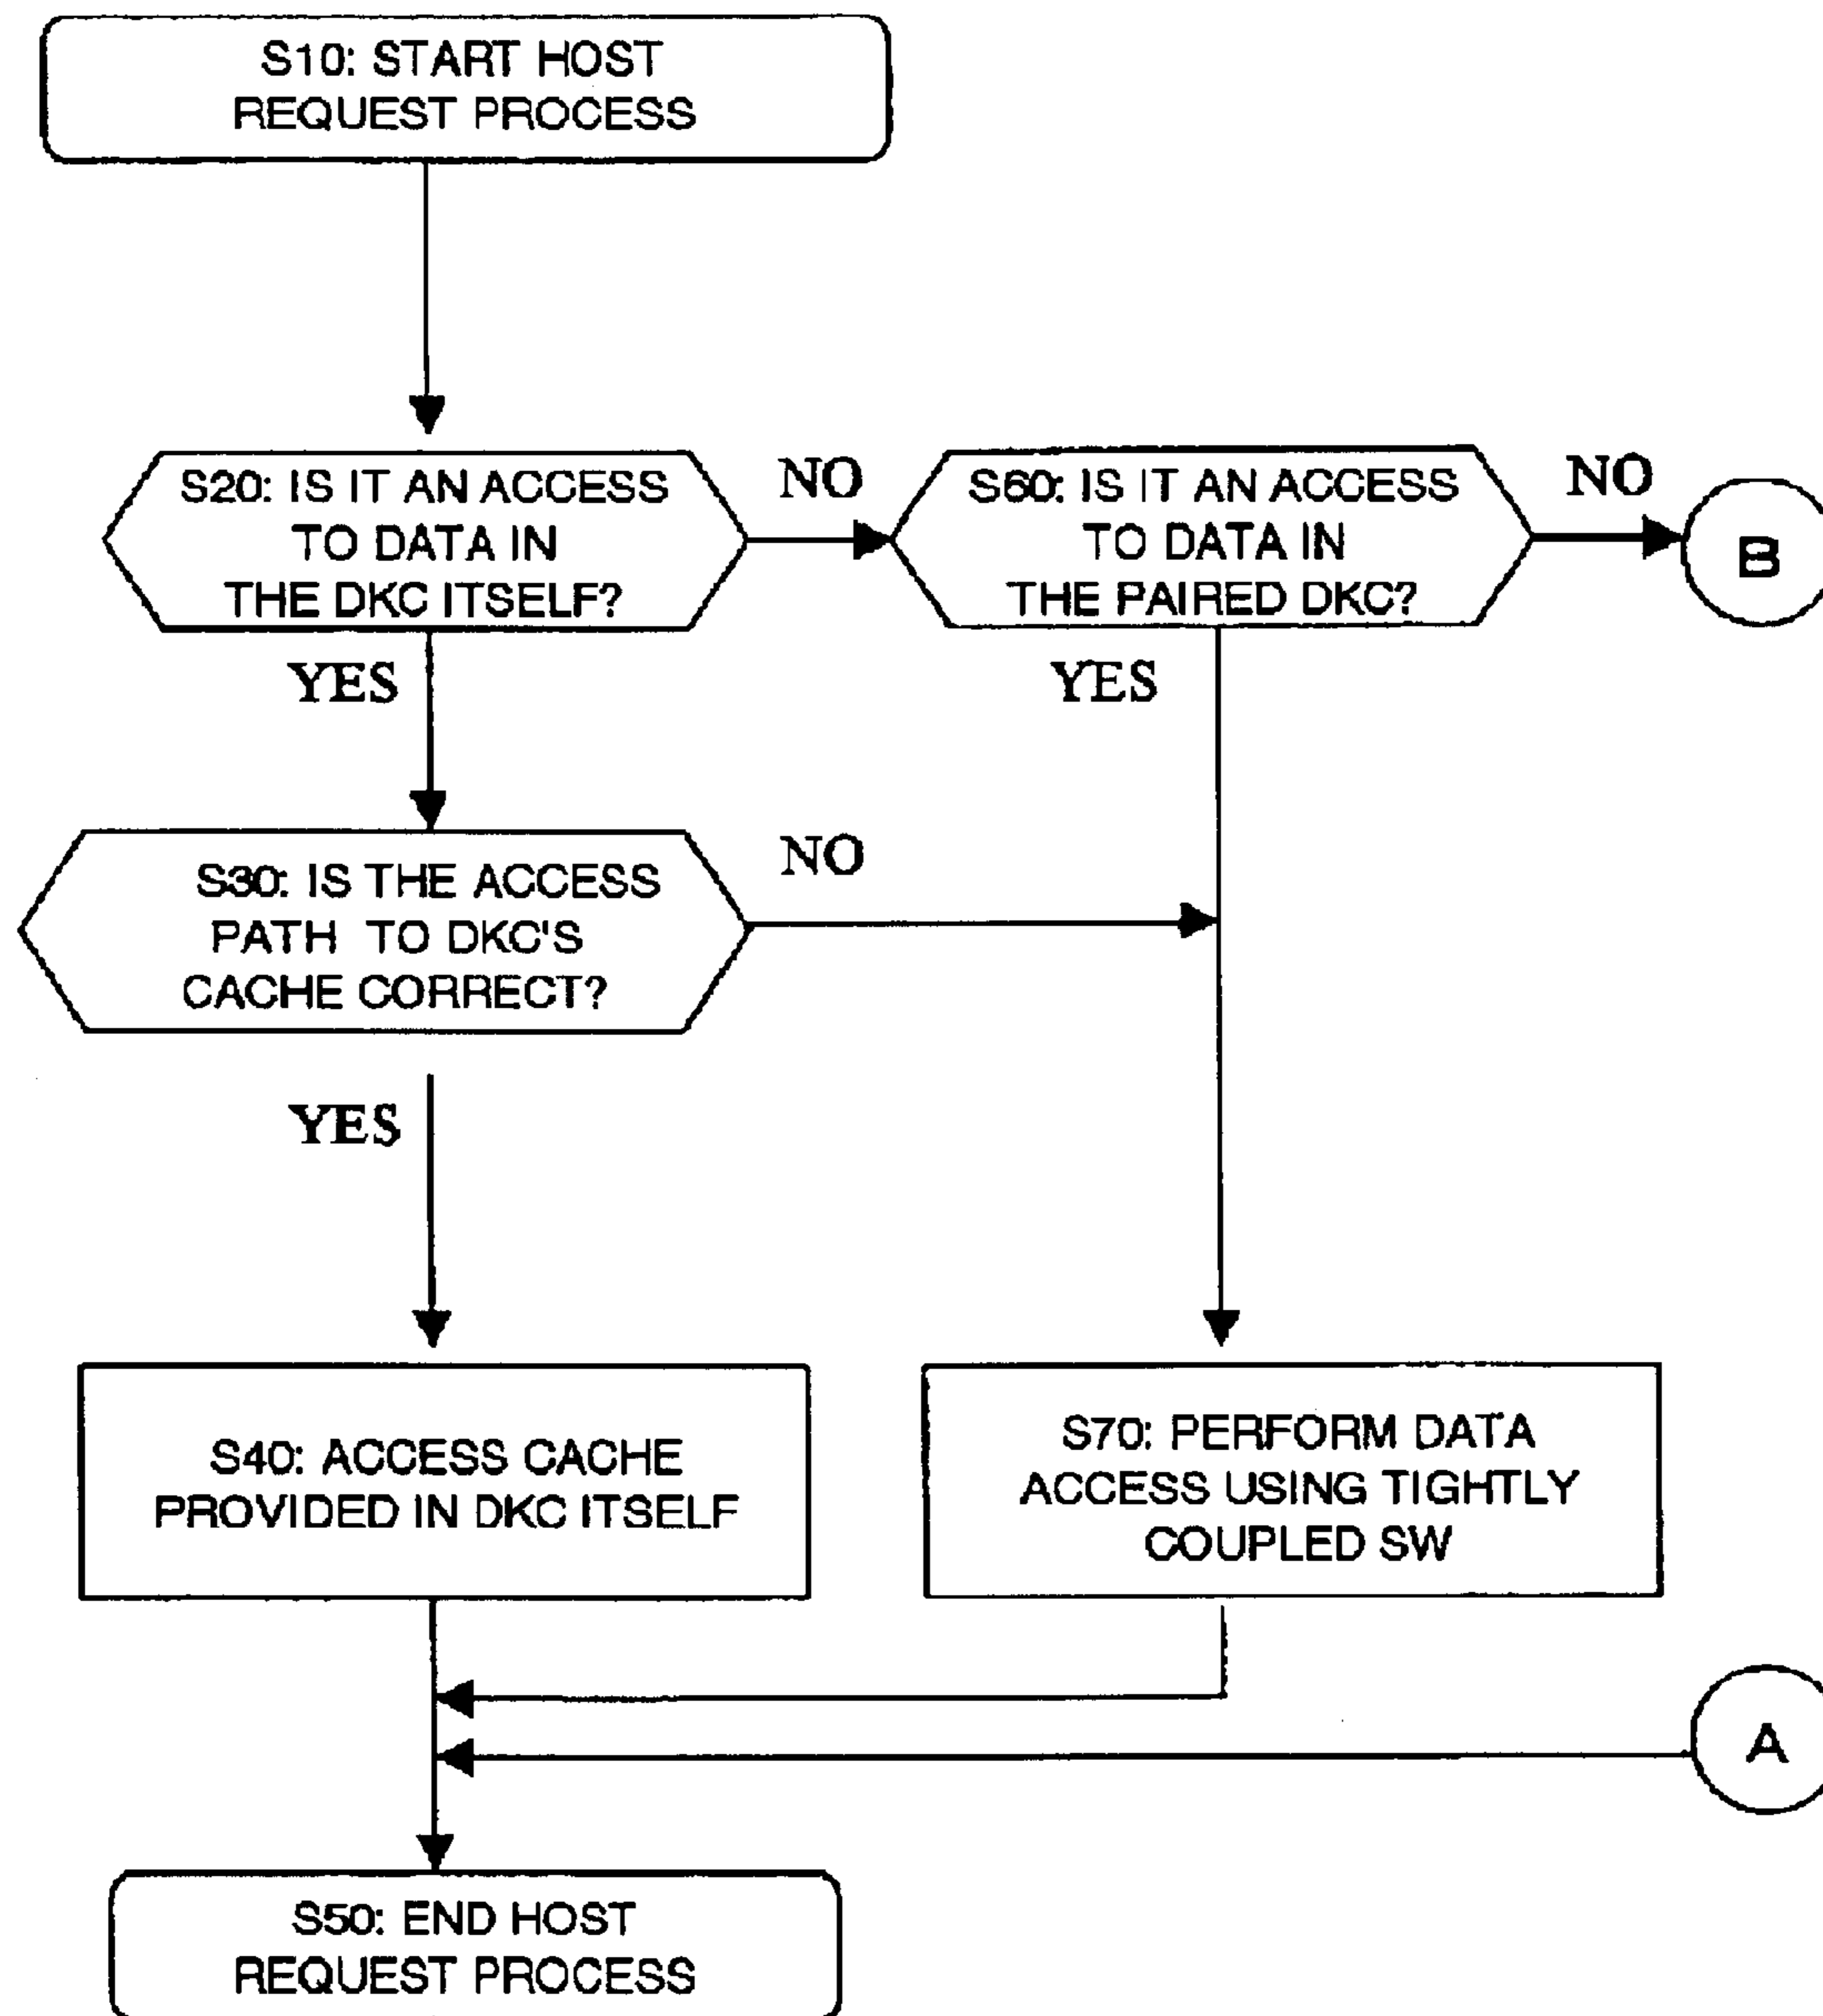 S10: START HOST
REQUEST PROCESS
S20: IS IT AN ACCESS
TO DATA IN
THE DKC ITSELF?
NO
S60: IS IT AN ACCESS
TO DATA IN
THE PAIRED DKC?
NO
B
YES
YES
S30: IS THE ACCESS
PATH TO DKC'S
CACHE CORRECT?
NO
YES
S40: ACCESS CACHE
PROVIDED IN DKC ITSELF
S70: PERFORM DATA
ACCESS USING TIGHTLY
COUPLED SW
A
S50: END HOST
REQUEST PROCESS